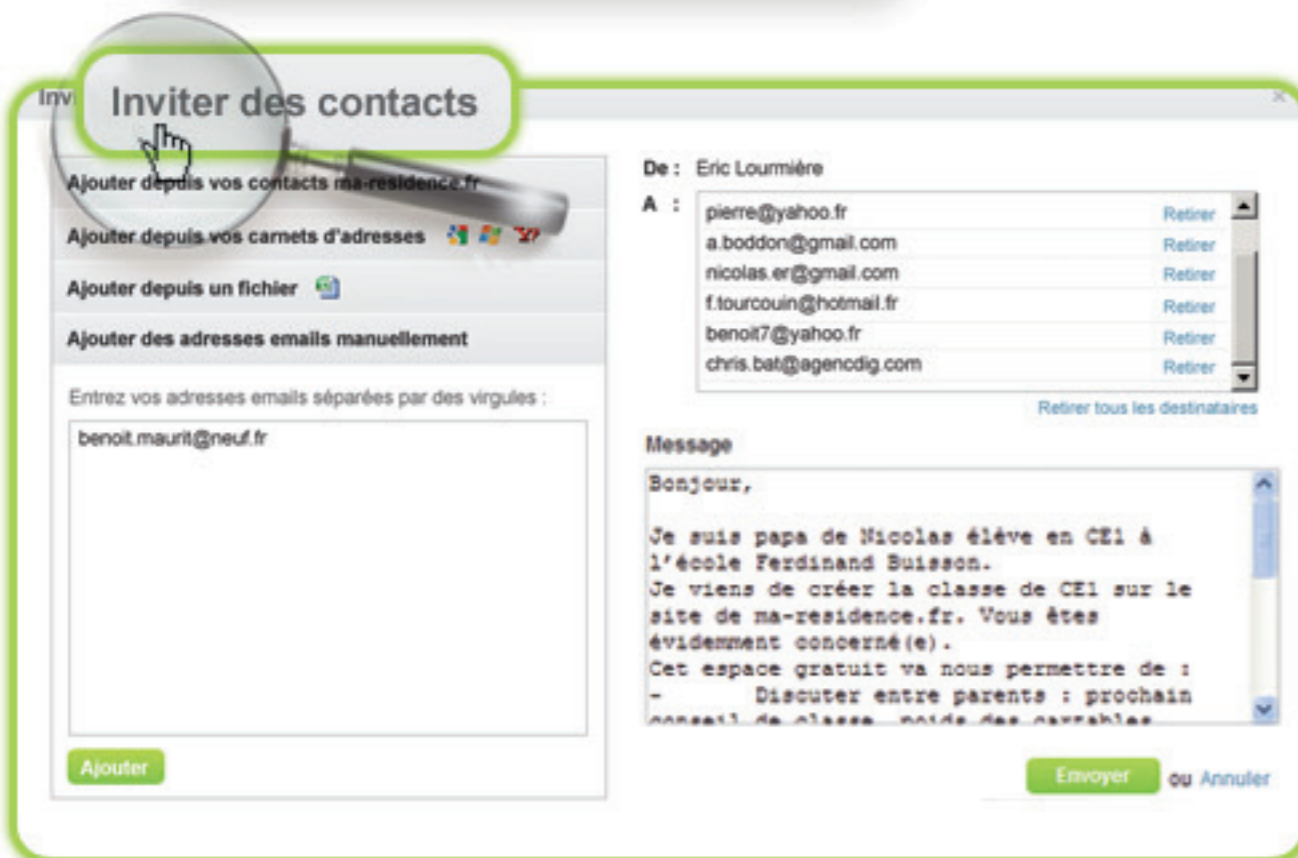 Inv
Inviter des contacts
Ajouter depuis vos contacts ma-residence.fr
Ajouter depuis vos carnets d'adresses
Ajouter depuis un fichier
Ajouter des adresses emails manuellement
Entrez vos adresses emails séparées par des virgules :
benoit.maurit@neuf.fr
Ajouter
De : Eric Lourmière
A :
pierre@yahoo.fr Retirer
a.boddon@gmail.com Retirer
nicolas.er@gmail.com Retirer
f.tourcouin@hotmail.fr Retirer
benoit7@yahoo.fr Retirer
chris.bat@agencdig.com Retirer
Retirer tous les destinataires
Message
Bonjour,
Je suis papa de Nicolas élève en CE1 à
l'école Ferdinand Buisson.
Je viens de créer la classe de CE1 sur le
site de ma-residence.fr. Vous êtes
évidemment concerné(e).
Cet espace gratuit va nous permettre de :
- Discuter entre parents : prochain
conseil de classe, poids des cartables
Envoyer ou Annuler